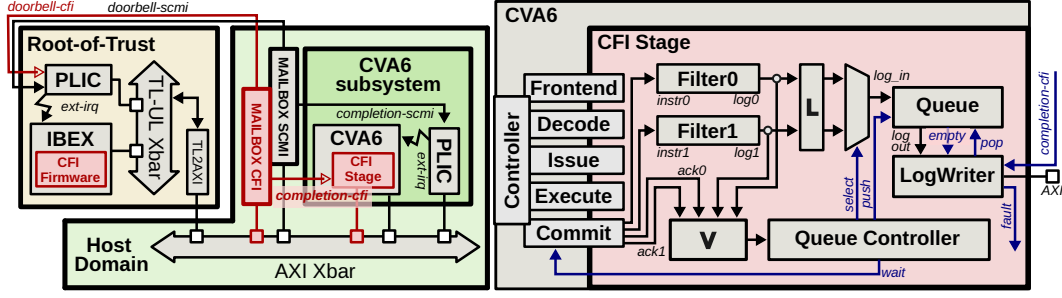 doorbell-cfi
doorbell-scmi
Root-of-Trust
PLIC
ext-irq
IBEX
CFI
Firmware
TL-UL Xbar
TL2AXI
MAILBOX CFI
MAILBOX SCMI
CVA6
subsystem
completion-scmi
CVA6
CFI
Stage
ext-irq
PLIC
completion-cfi
Host
Domain
AXI Xbar
CVA6
Controller
Frontend
Decode
Issue
Execute
Commit
CFI Stage
Filter0
instr0
log0
Filter1
instr1
log1
L
log_in
Queue
log
out
empty
pop
LogWriter
completion-cfi
AXI
fault
ack0
ack1
V
select
push
Queue Controller
wait